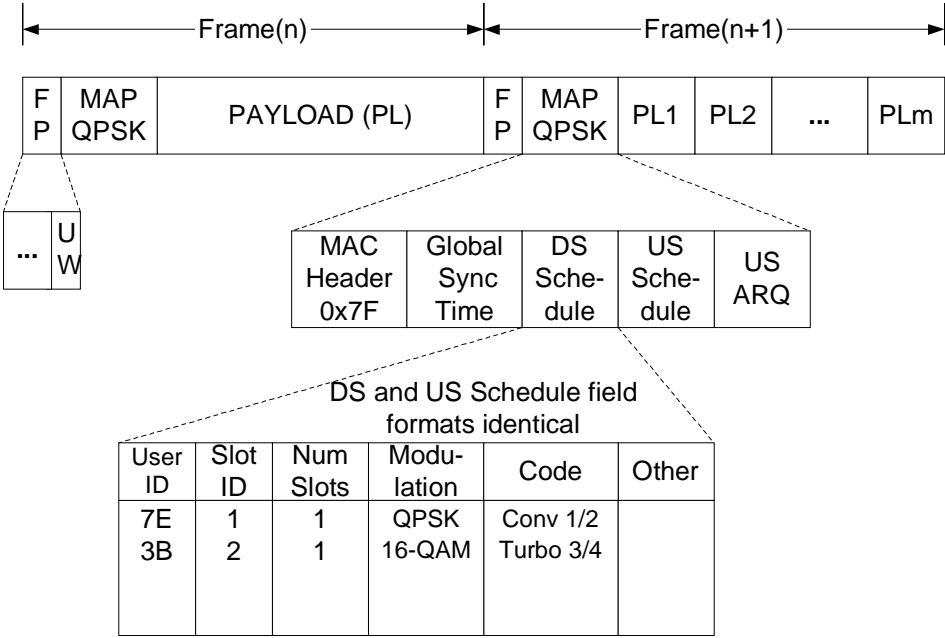 Frame(n)
Frame(n+1)
F
P
MAP
QPSK
PAYLOAD (PL)
F
P
MAP
QPSK
PL1
PL2
...
PLm
...
U
W
MAC
Header
0x7F
Global
Sync
Time
DS
Sche-
dule
US
Sche-
dule
US
ARQ
DS and US Schedule field
formats identical
User
ID
Slot
ID
Num
Slots
Modu-
lation
Code
Other
7E 1 1 QPSK Conv 1/2
3B 2 1 16-QAM Turbo 3/4